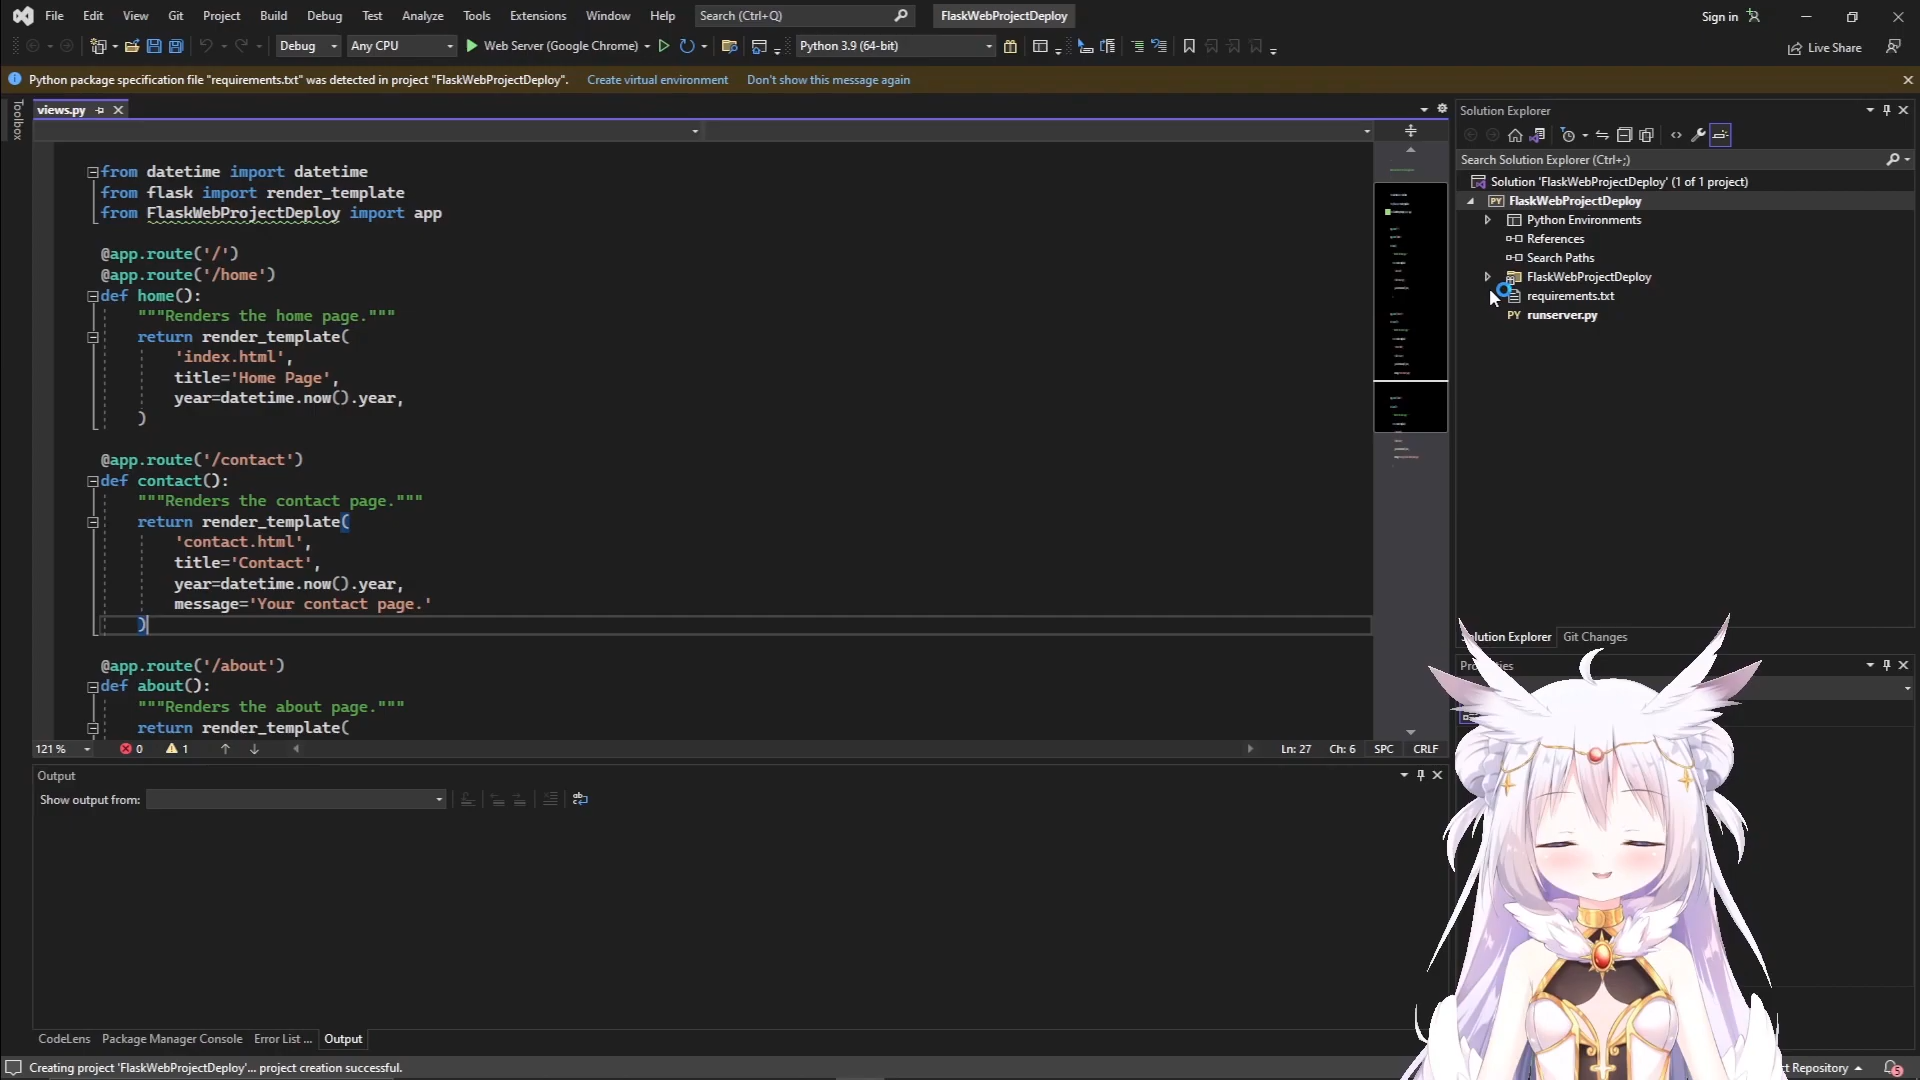 File Edit View Git Project Build Debug Test Analyze Tools Extensions Window Help Search (Ctrl+Q) FlaskWebProjectDeploy Sign in
Debug Any CPU Web Server (Google Chrome) Python 3.9 (64-bit) Live Share
Python package specification file "requirements.txt" was detected in project "FlaskWebProjectDeploy". Create virtual environment Don't show this message again
Toolbox
views.py
from datetime import datetime
from flask import render_template
from FlaskWebProjectDeploy import app
@app.route('/')
@app.route('/home')
def home():
"""Renders the home page."""
return render_template(
'index.html',
title='Home Page',
year=datetime.now().year,
)
@app.route('/contact')
def contact():
"""Renders the contact page."""
return render_template(
'contact.html',
title='Contact',
year=datetime.now().year,
message='Your contact page.'
)
@app.route('/about')
def about():
"""Renders the about page."""
return render_template(
121 % 0 1 Ln: 27 Ch: 6 SPC CRLF
Output
Show output from:
CodeLens Package Manager Console Error List ... Output
Creating project 'FlaskWebProjectDeploy'... project creation successful.
Solution Explorer
Search Solution Explorer (Ctrl+;)
Solution 'FlaskWebProjectDeploy' (1 of 1 project)
PY FlaskWebProjectDeploy
Python Environments
References
Search Paths
FlaskWebProjectDeploy
requirements.txt
PY runserver.py
Solution Explorer Git Changes
ct Repository 5